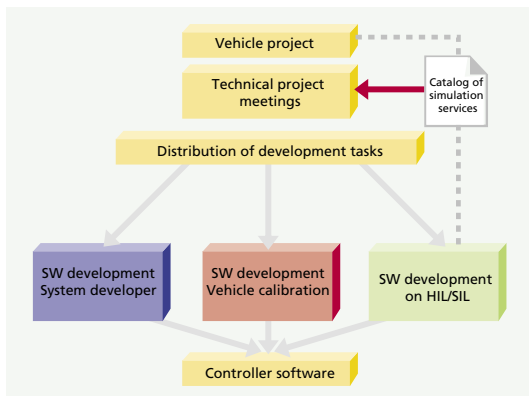 Vehicle project
Technical project
meetings
Catalog of
simulation
services
Distribution of development tasks
SW development
System developer
SW development
Vehicle calibration
SW development
on HIL/SIL
Controller software